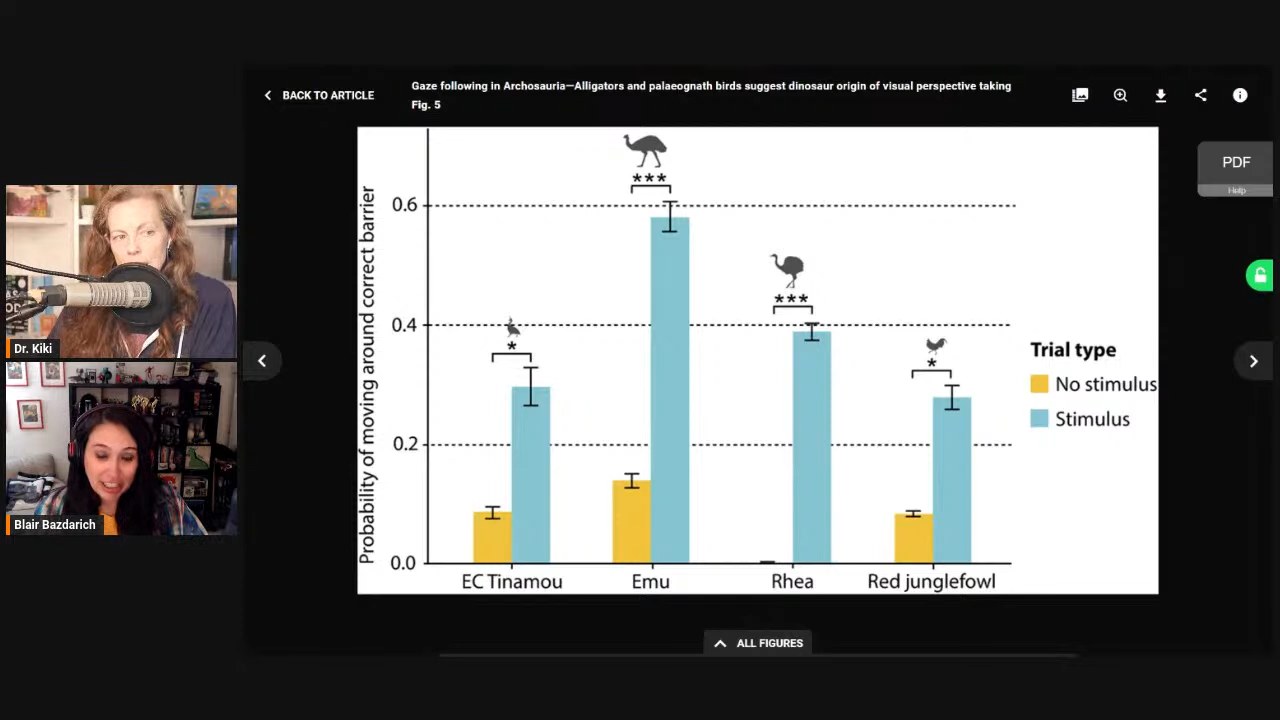 BACK TO ARTICLE
Gaze following in Archosauria—Alligators and palaeognath birds suggest dinosaur origin of visual perspective taking
Fig. 5
PDF
Help
Dr. Kiki
Blair Bazdarich
Probability of moving around correct barrier
0.6
0.4
0.2
0.0
***
*
***
*
EC Tinamou
Emu
Rhea
Red junglefowl
Trial type
No stimulus
Stimulus
ALL FIGURES